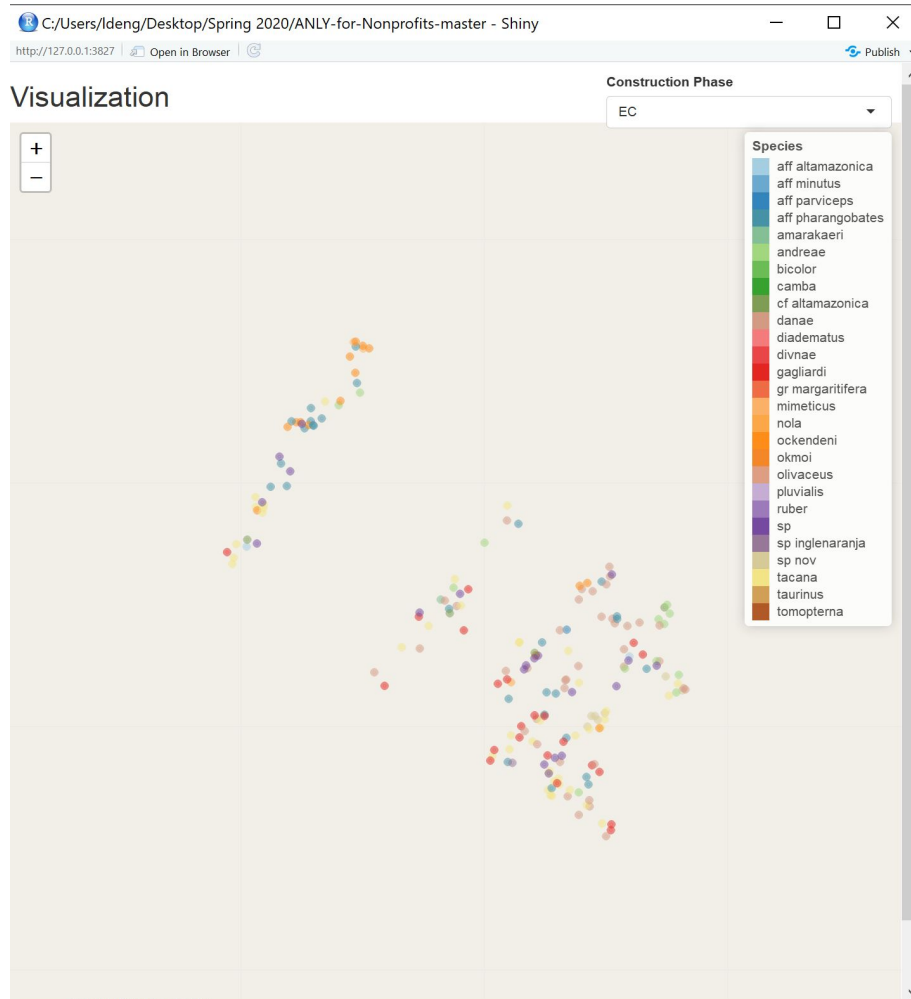 C:/Users/ldeng/Desktop/Spring 2020/ANLY-for-Nonprofits-master - Shiny
http://127.0.0.1:3827 Open in Browser Publish
Construction Phase
Visualization
EC
+
−
Species
aff altamazonica
aff minutus
aff parviceps
aff pharangobates
amarakaeri
andreae
bicolor
camba
cf altamazonica
danae
diadematus
divnae
gagliardi
gr margaritifera
mimeticus
nola
ockendeni
okmoi
olivaceus
pluvialis
ruber
sp
sp inglenaranja
sp nov
tacana
taurinus
tomopterna